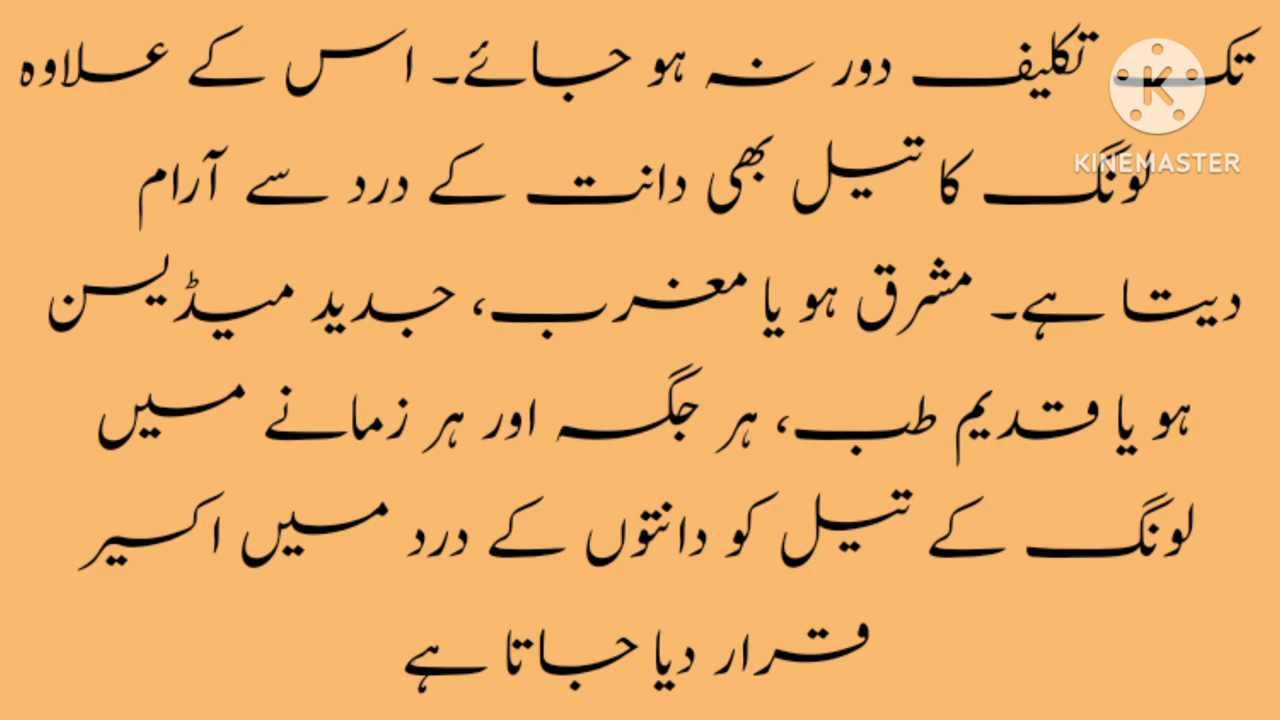 تک تکلیف دور نہ ہو جائے۔ اس کے علاوہ
KINEMASTER
لونگ کا تیل بھی دانت کے درد سے آرام
دیتا ہے۔ مشرق ہو یا مغرب، جدید میڈیسن
ہو یا قدیم طب، ہر جگہ اور ہر زمانے میں
لونگ کے تیل کو دانتوں کے درد میں اکسیر
قرار دیا جاتا ہے